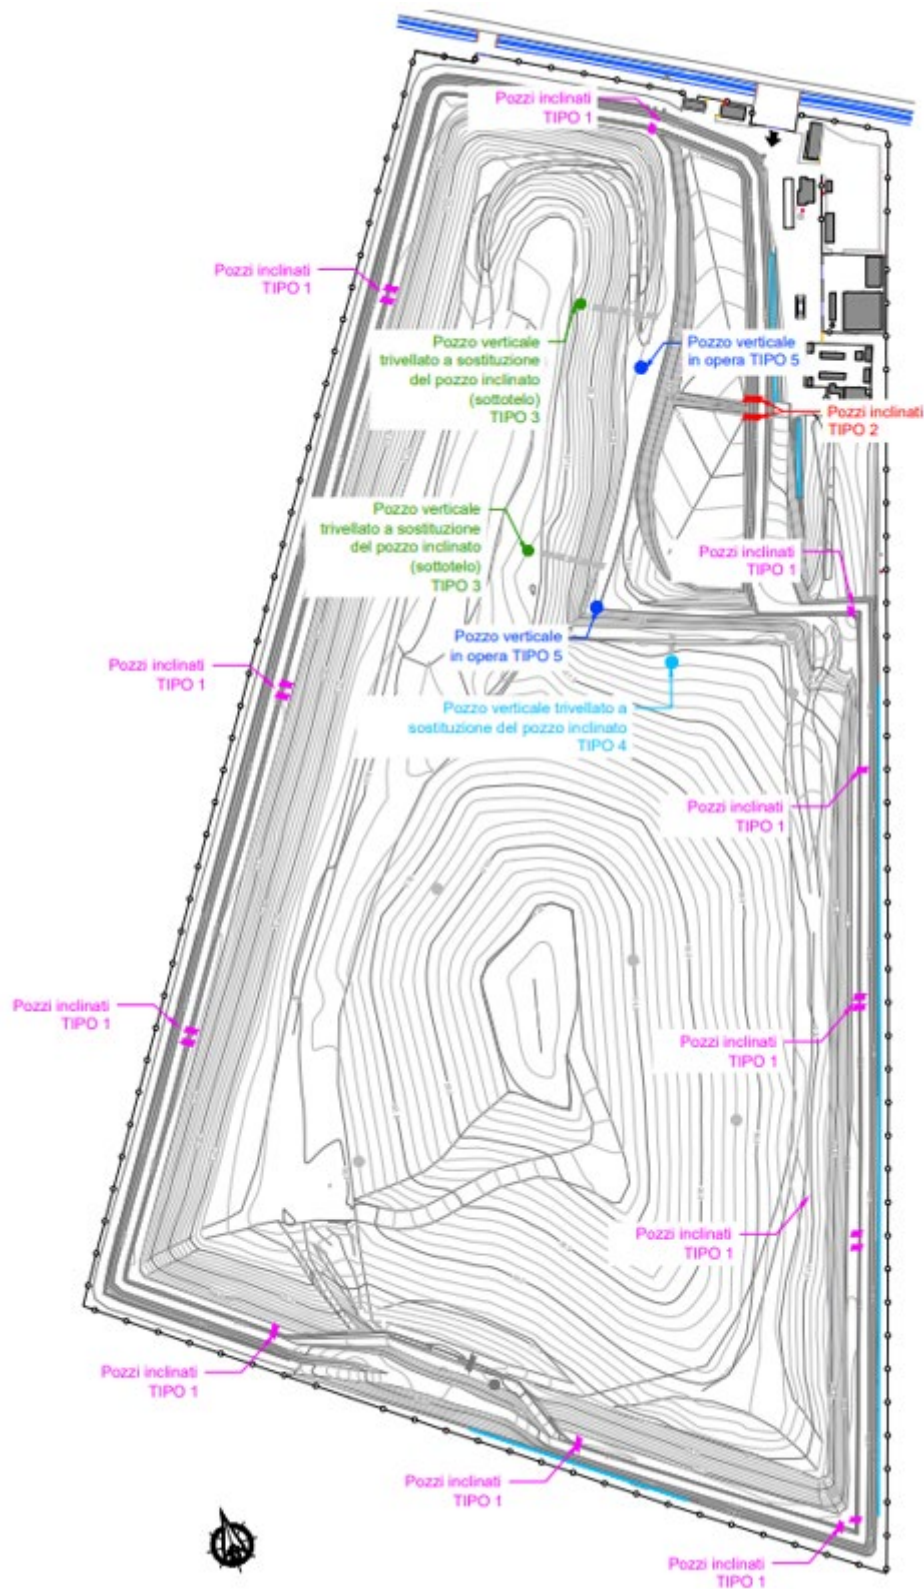 Pozzi inclinati
TIPO 1
Pozzi inclinati
TIPO 1
Pozzo verticale
trivellato a sostituzione
del pozzo inclinato
(sottotelo)
TIPO 3
Pozzo verticale
in opera TIPO 5
Pozzi inclinati
TIPO 2
Pozzo verticale
trivellato a sostituzione
del pozzo inclinato
(sottotelo)
TIPO 3
Pozzi inclinati
TIPO 1
Pozzo verticale
in opera TIPO 5
Pozzi inclinati
TIPO 1
Pozzo verticale trivellato a
sostituzione del pozzo inclinato
TIPO 4
Pozzi inclinati
TIPO 1
Pozzi inclinati
TIPO 1
Pozzi inclinati
TIPO 1
Pozzi inclinati
TIPO 1
Pozzi inclinati
TIPO 1
Pozzi inclinati
TIPO 1
Pozzi inclinati
TIPO 1